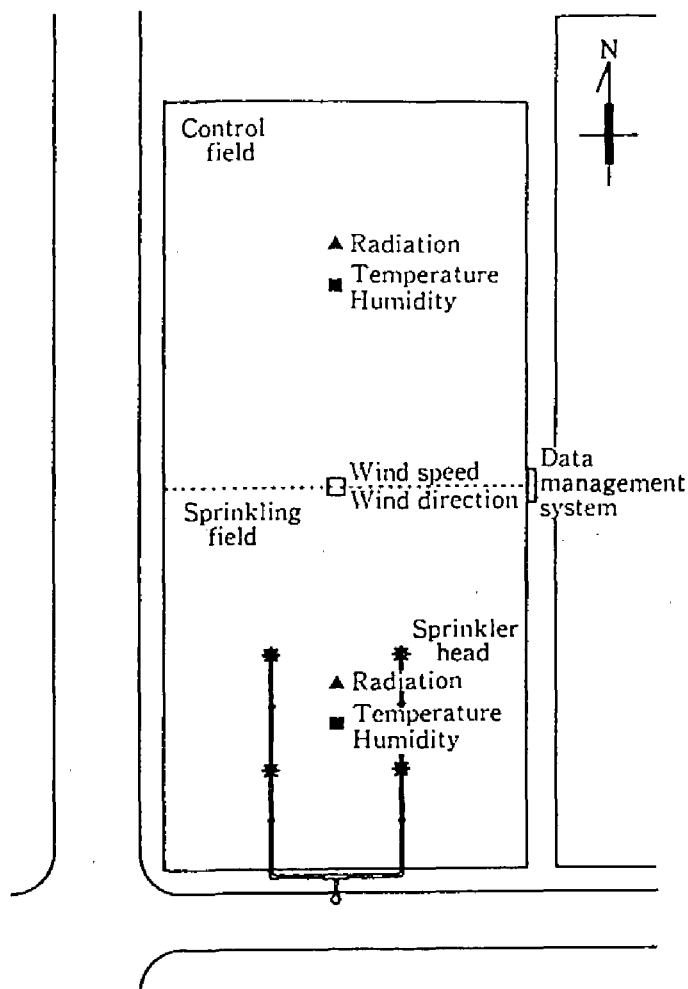 N
Control
field
Radiation
Temperature
Humidity
Wind speed
Wind direction
Data
management
system
Sprinkling
field
Sprinkler
head
Radiation
Temperature
Humidity